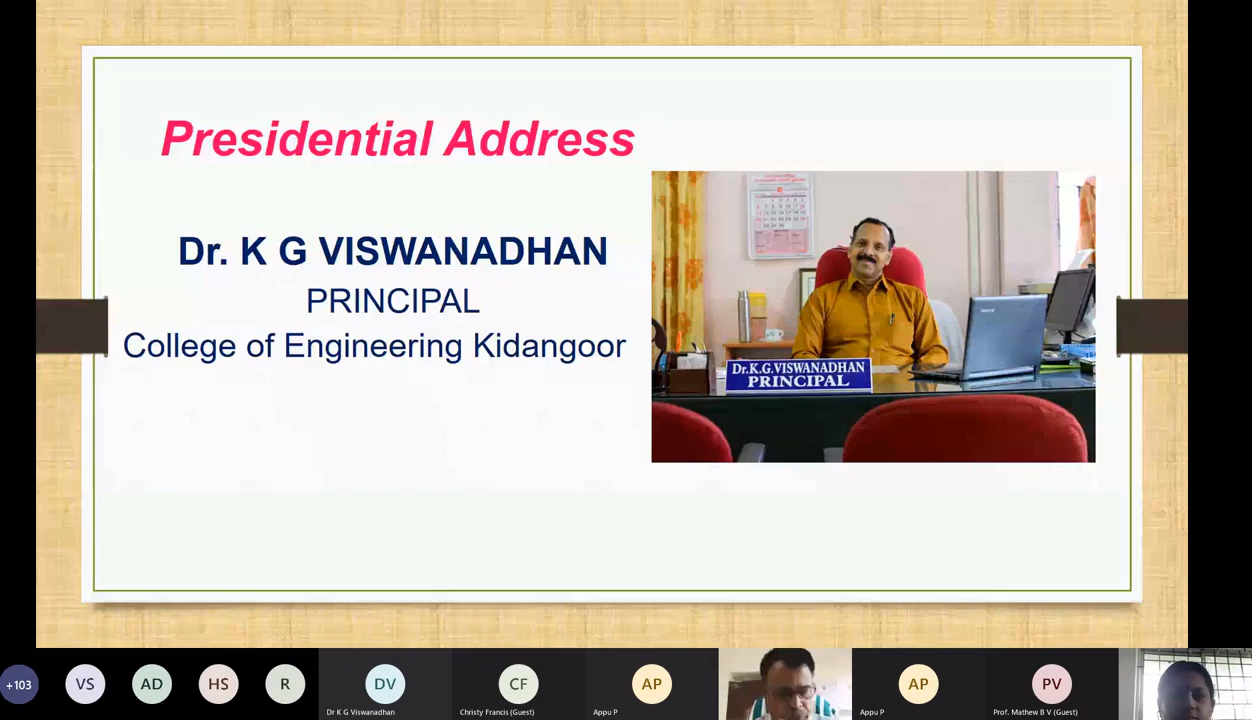 Presidential Address
Dr. K G VISWANADHAN
PRINCIPAL
College of Engineering Kidangoor
Dr.K.G.VISWANADHAN
PRINCIPAL
+103
VS
AD
HS
R
DV
Dr K G Viswanadhan
CF
Christy Francis (Guest)
AP
Appu P
AP
Appu P
PV
Prof. Mathew B V (Guest)